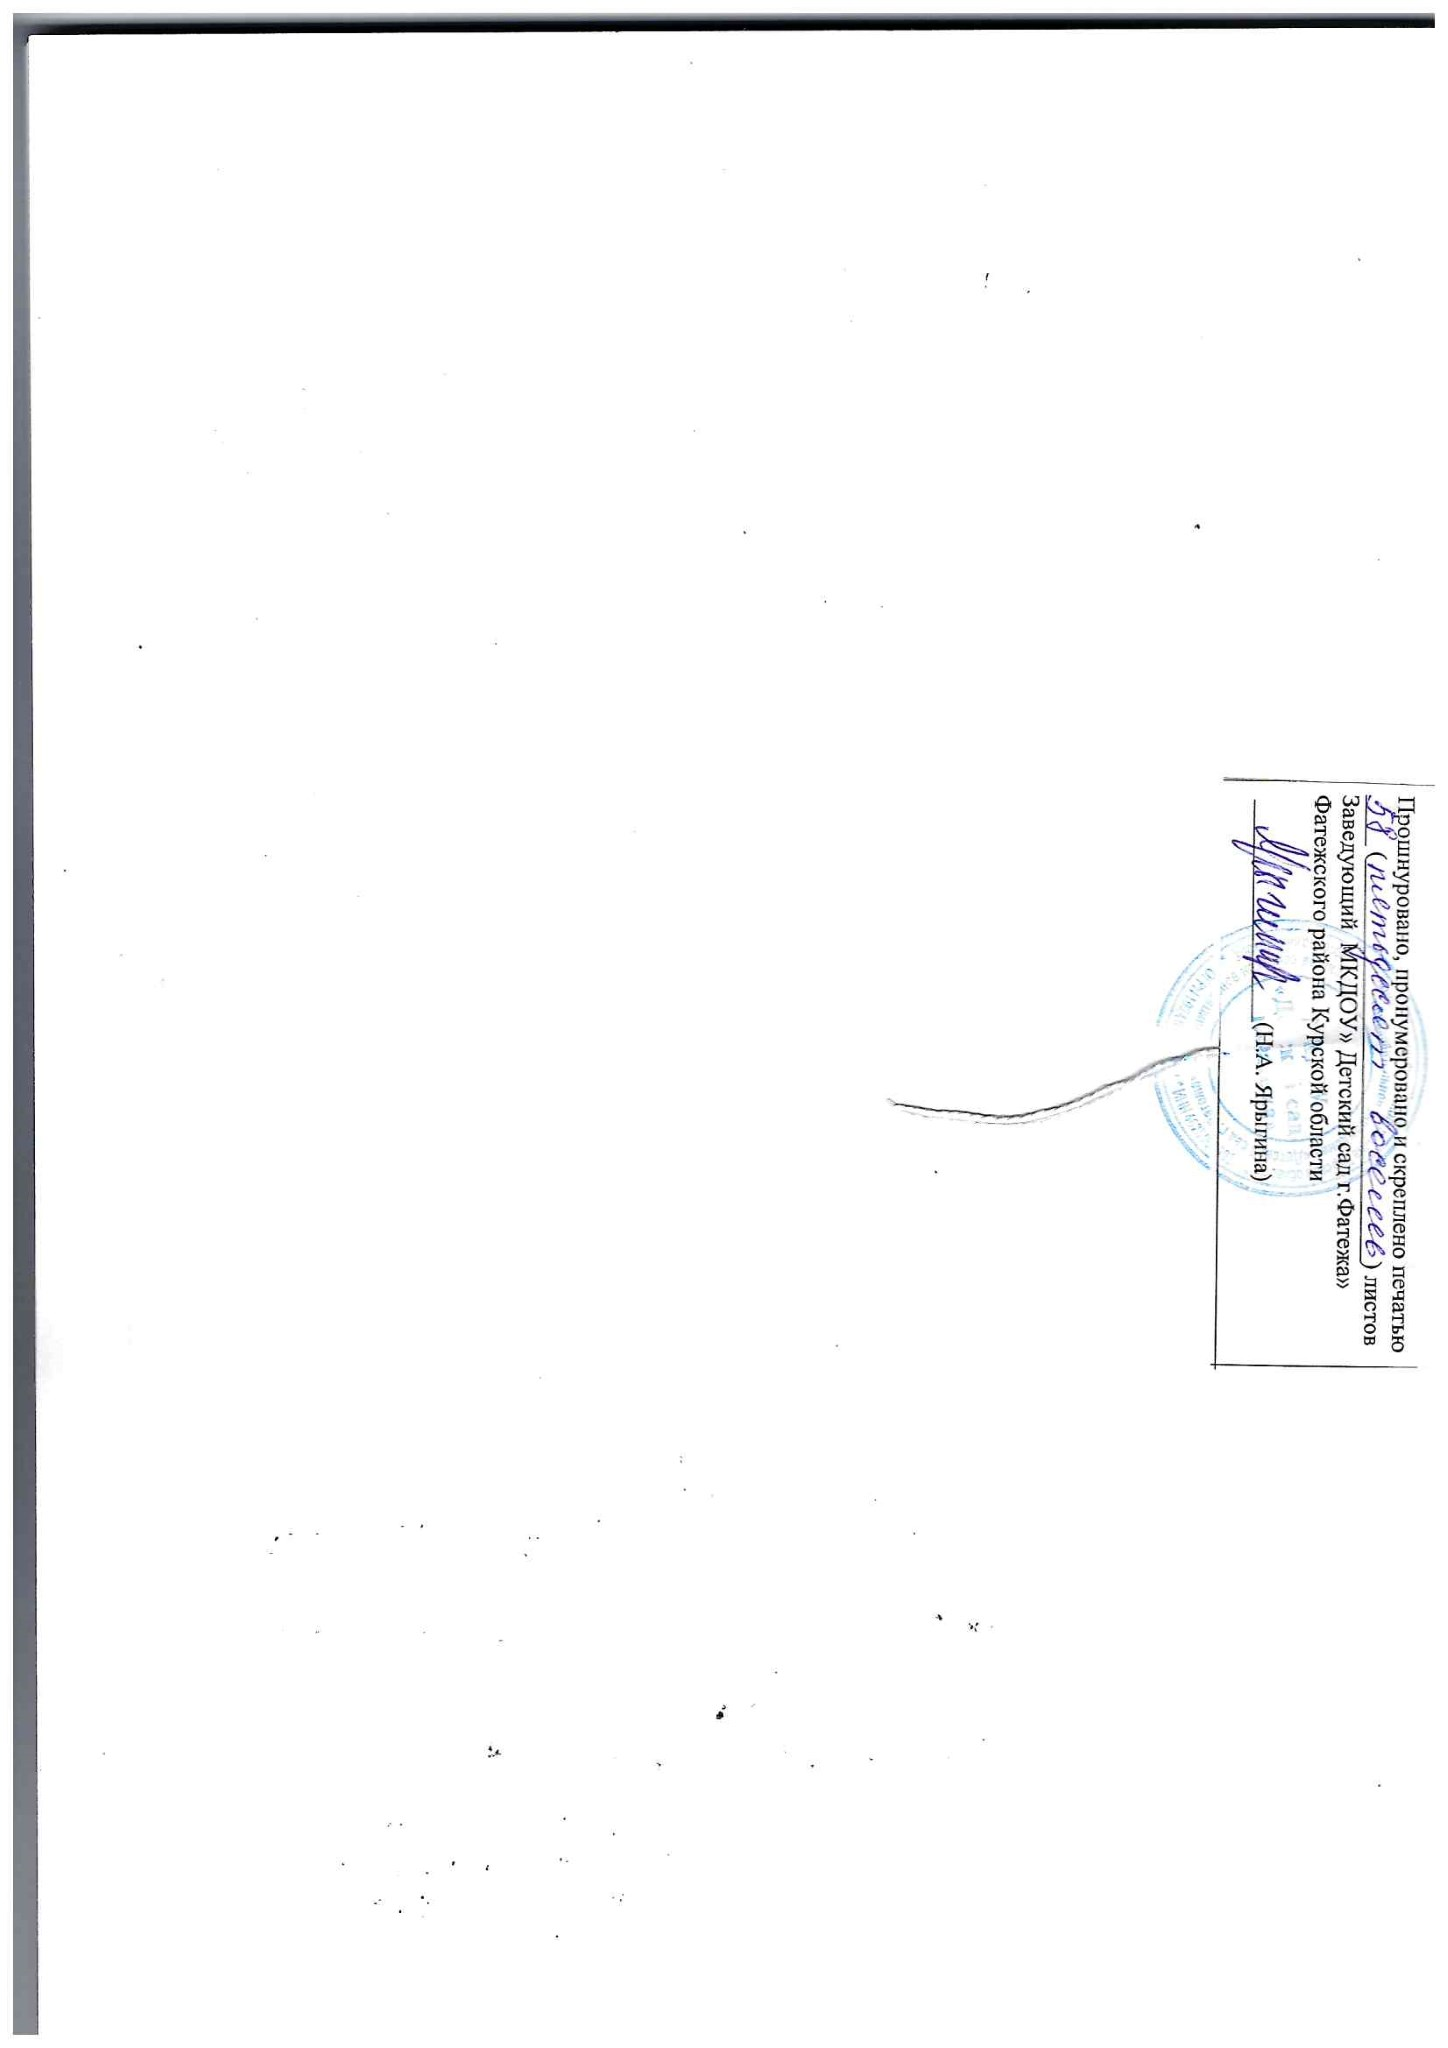 Прошнуровано, пронумеровано и скреплено печатью
58 (пятьдесят восемь) листов
Заведующий МКДОУ» Детский сад г.Фатежа»
Фатежского района Курской области
(Н.А. Ярыгина)